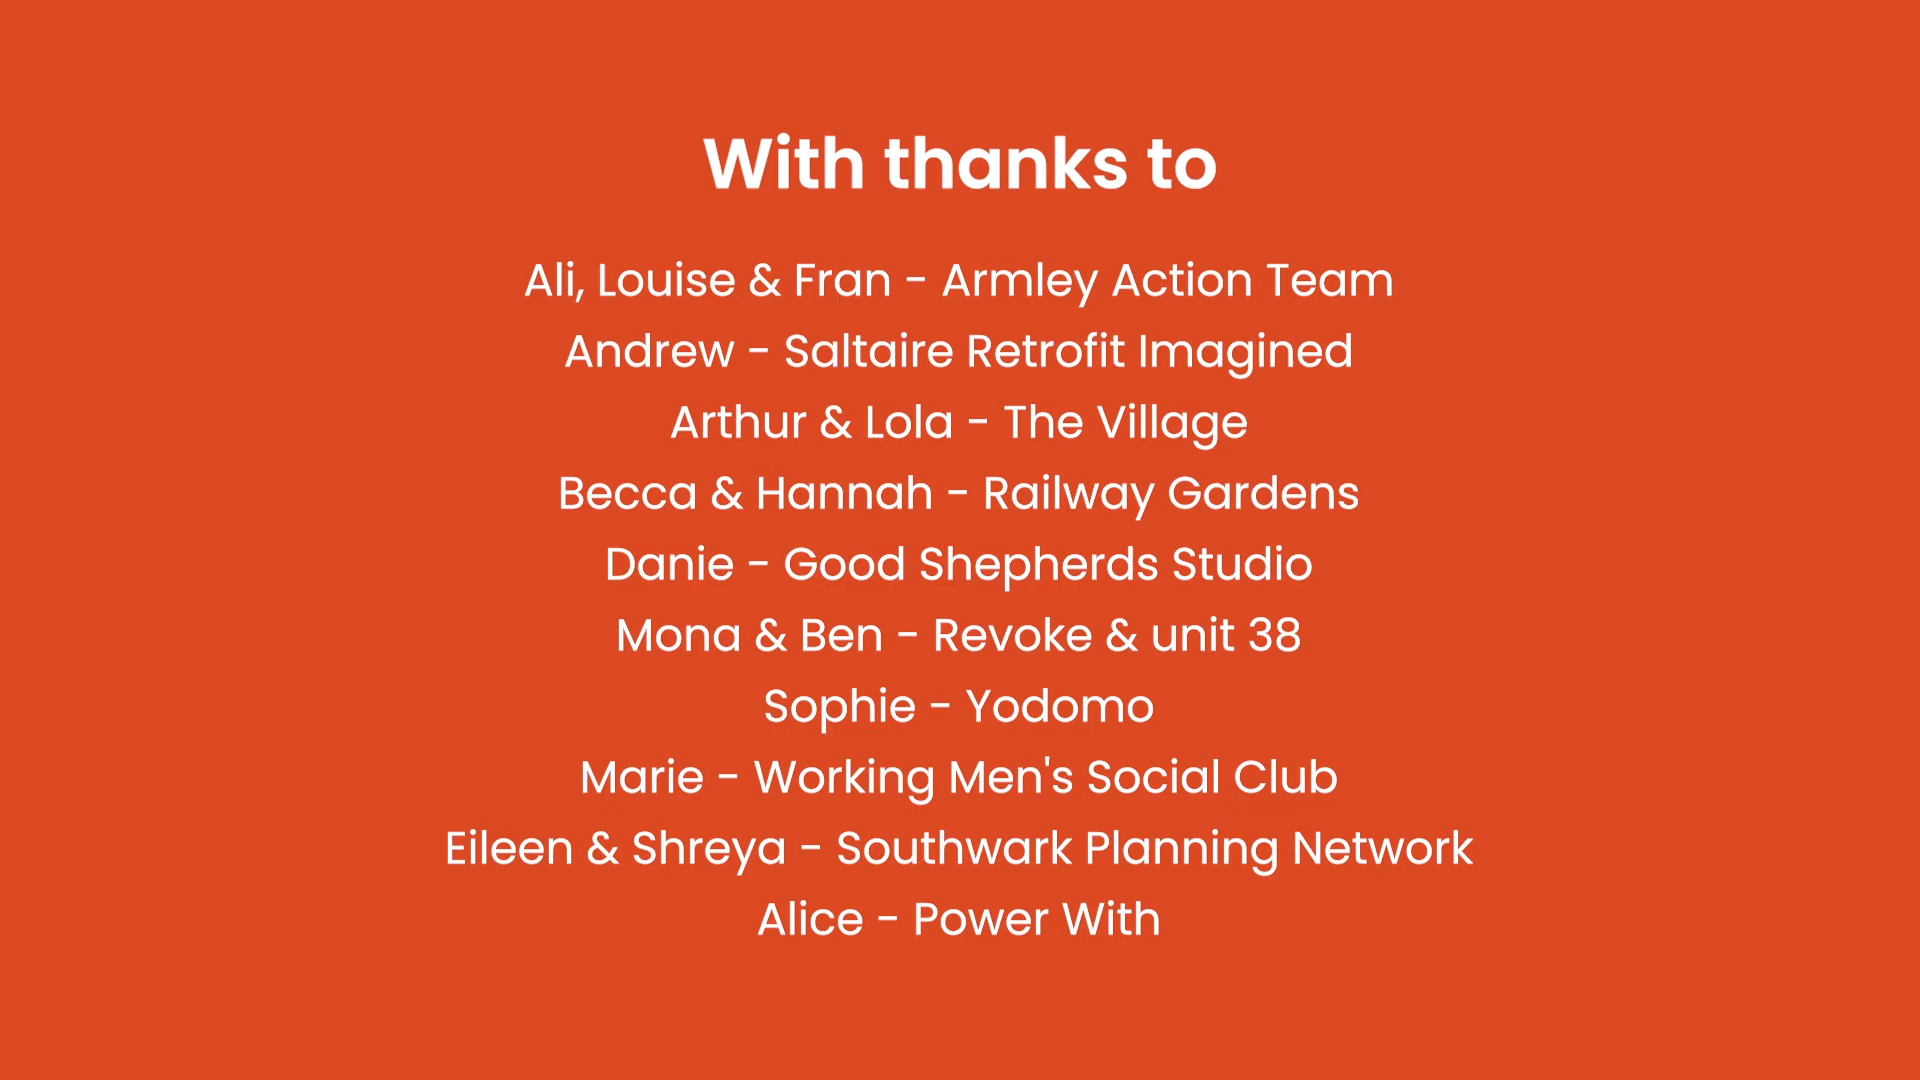 With thanks to
Ali, Louise & Fran - Armley Action Team
Andrew - Saltaire Retrofit Imagined
Arthur & Lola - The Village
Becca & Hannah - Railway Gardens
Danie - Good Shepherds Studio
Mona & Ben - Revoke & unit 38
Sophie - Yodomo
Marie - Working Men's Social Club
Eileen & Shreya - Southwark Planning Network
Alice - Power With